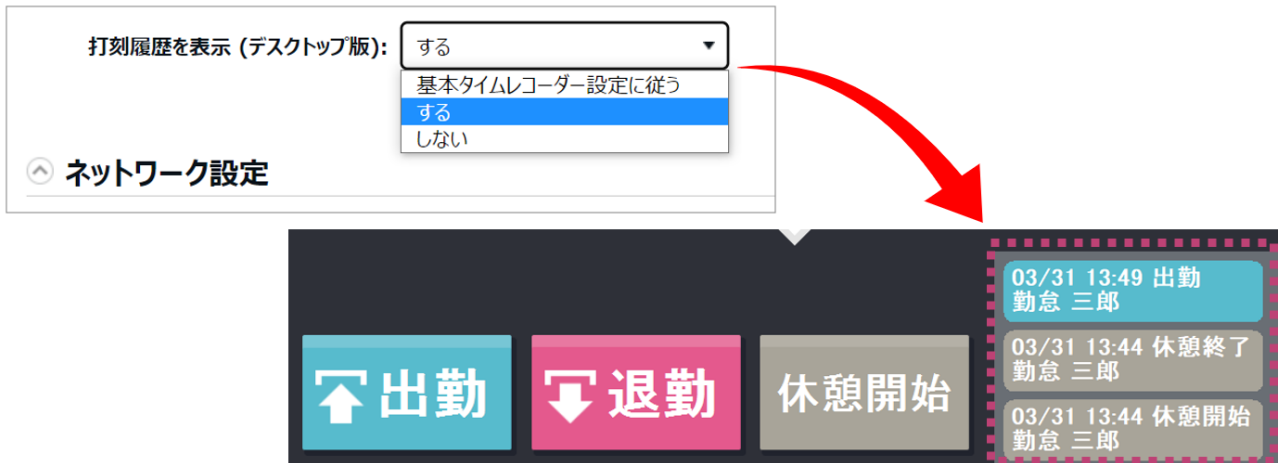 打刻履歴を表示 (デスクトップ版):
する
基本タイムレコーダー設定に従う
する
しない
ネットワーク設定
出勤
退勤
休憩開始
03/31 13:49 出勤
勤怠 三郎
03/31 13:44 休憩終了
勤怠 三郎
03/31 13:44 休憩開始
勤怠 三郎